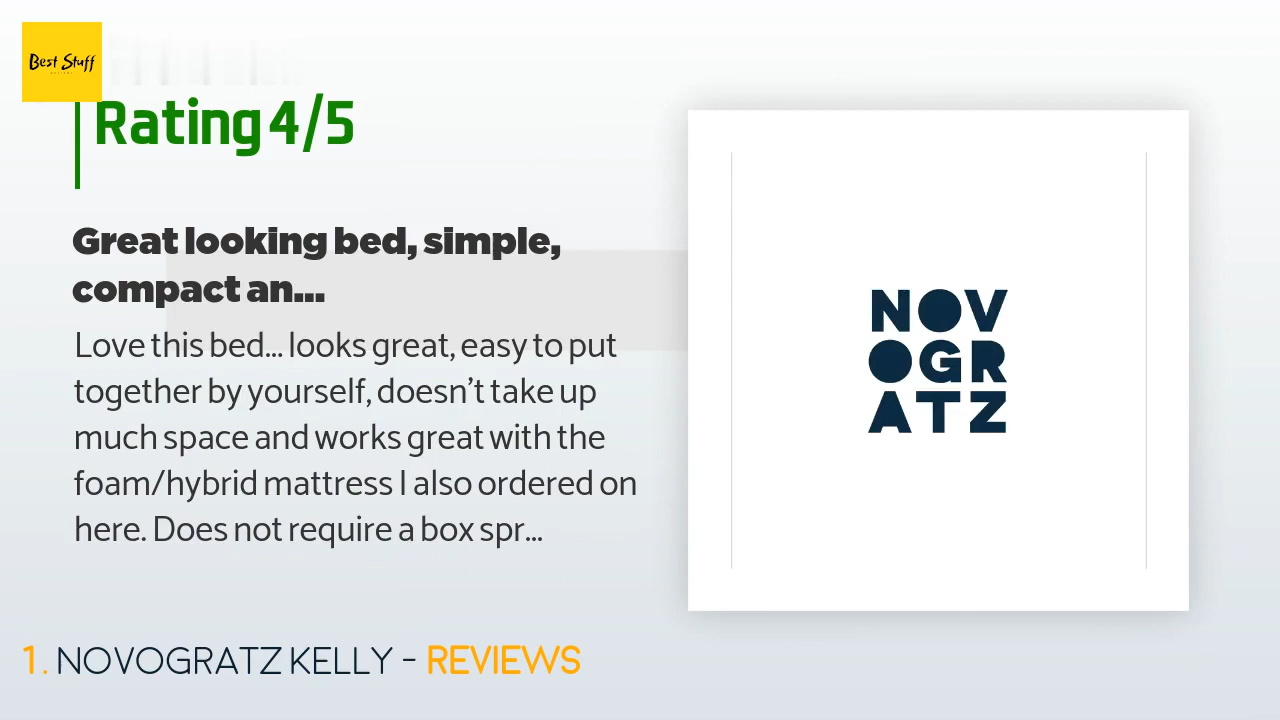 Best Stuff
Rating 4/5
Great looking bed, simple,
compact an...
Love this bed... looks great, easy to put
together by yourself, doesn't take up
much space and works great with the
foam/hybrid mattress I also ordered on
here. Does not require a box spr...
NOV
OGR
ATZ
1. NOVOGRATZ KELLY - REVIEWS